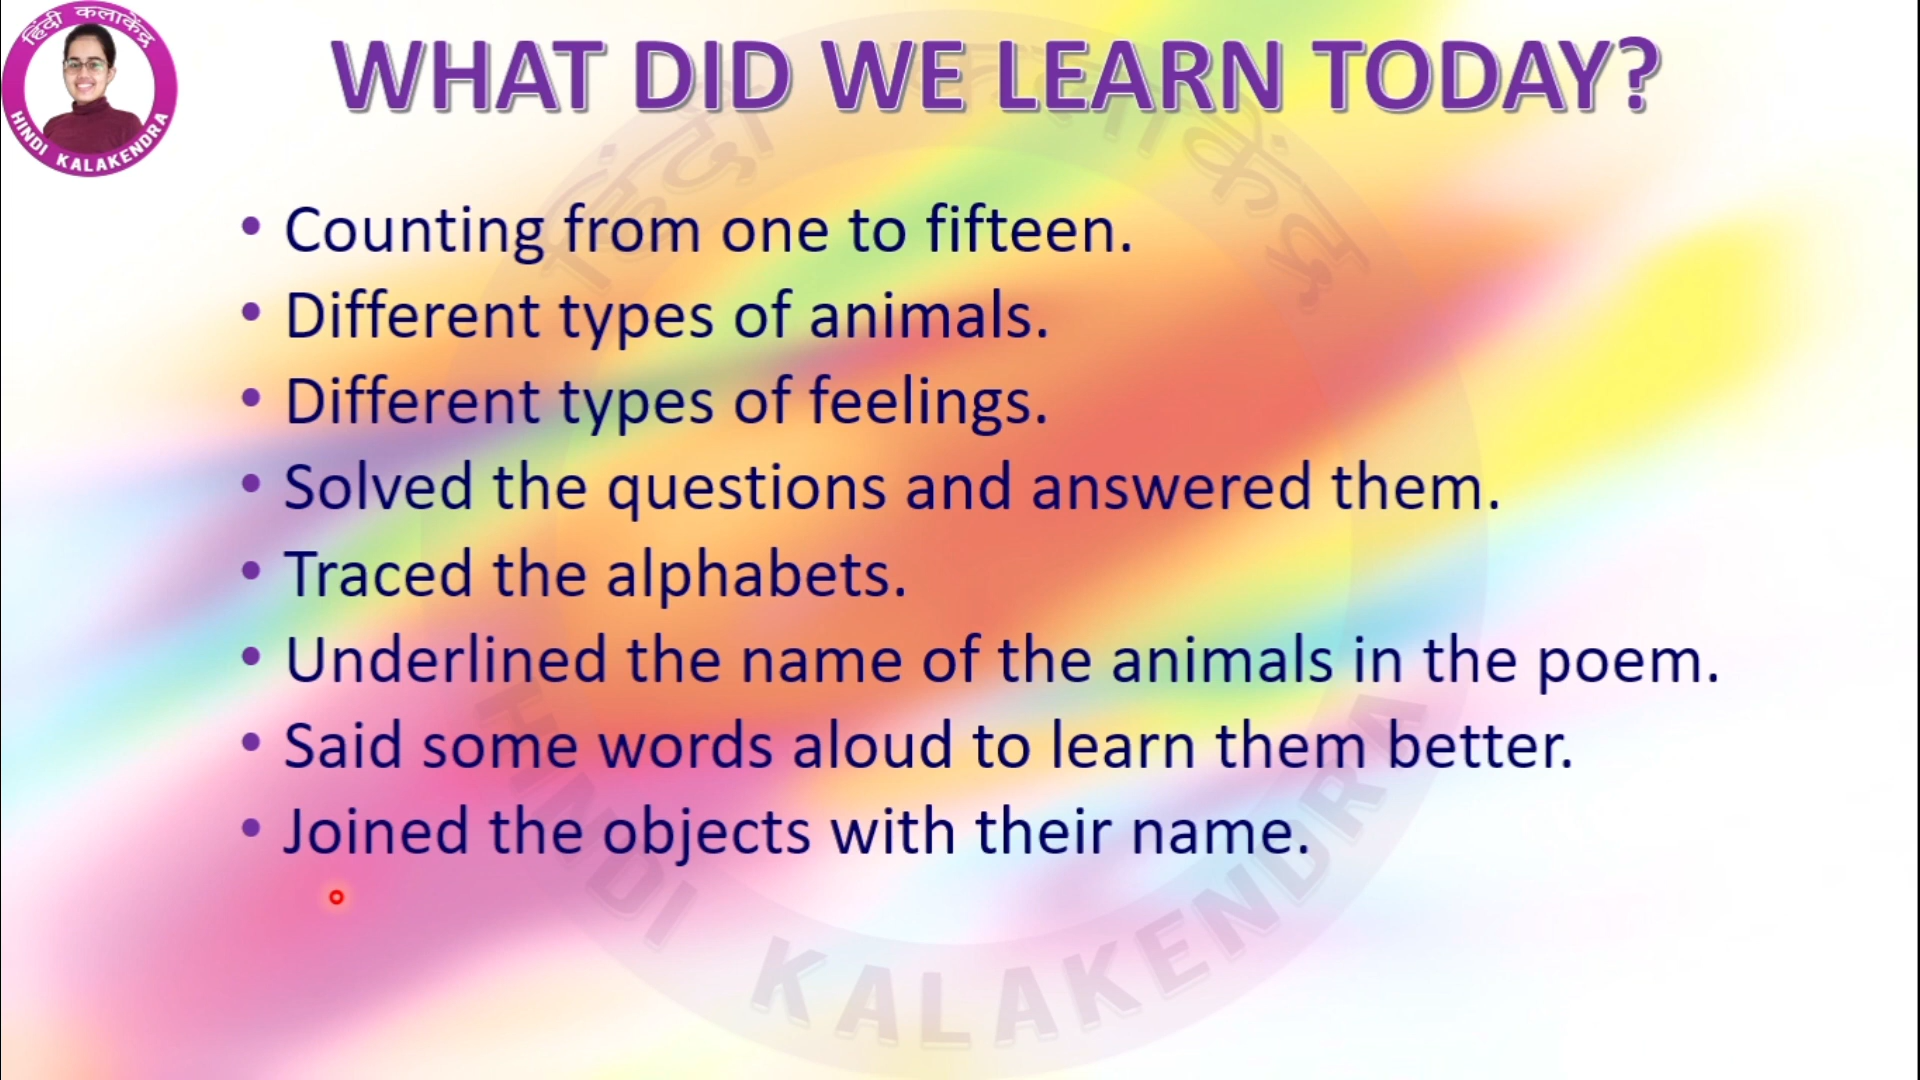 हिंदी कलाकेंद्र
HINDI KALAKENDRA
WHAT DID WE LEARN TODAY?
• Counting from one to fifteen.
• Different types of animals.
• Different types of feelings.
• Solved the questions and answered them.
• Traced the alphabets.
• Underlined the name of the animals in the poem.
• Said some words aloud to learn them better.
• Joined the objects with their name.
हिंदी कलाकेंद्र
HINDI KALAKENDRA